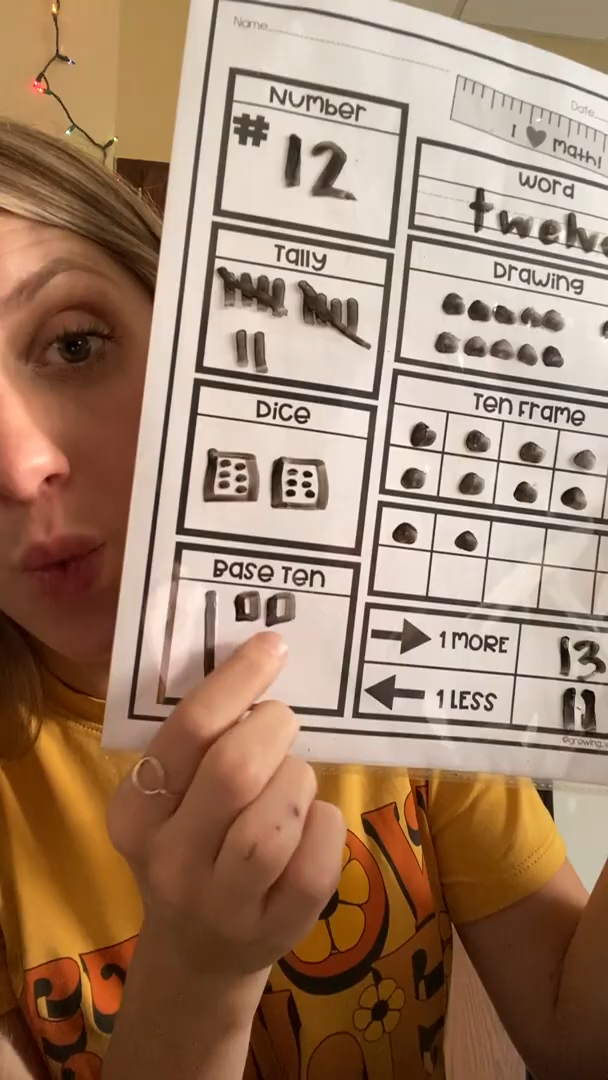 Name
Date
I ♥ math!
Number
# 12
Word
twelve
Tally
Drawing
Dice
Ten Frame
Base Ten
1 MORE
13
1 LESS
11